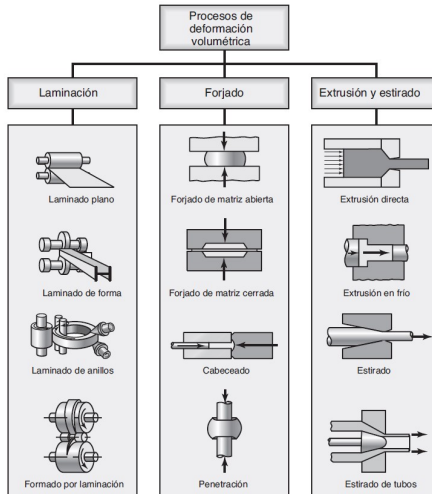 Procesos de
deformación
volumétrica
Laminación
Forjado
Extrusión y estirado
Laminado plano
Laminado de forma
Laminado de anillos
Formado por laminación
Forjado de matriz abierta
Forjado de matriz cerrada
Cabeceado
Penetración
Extrusión directa
Extrusión en frío
Estirado
Estirado de tubos